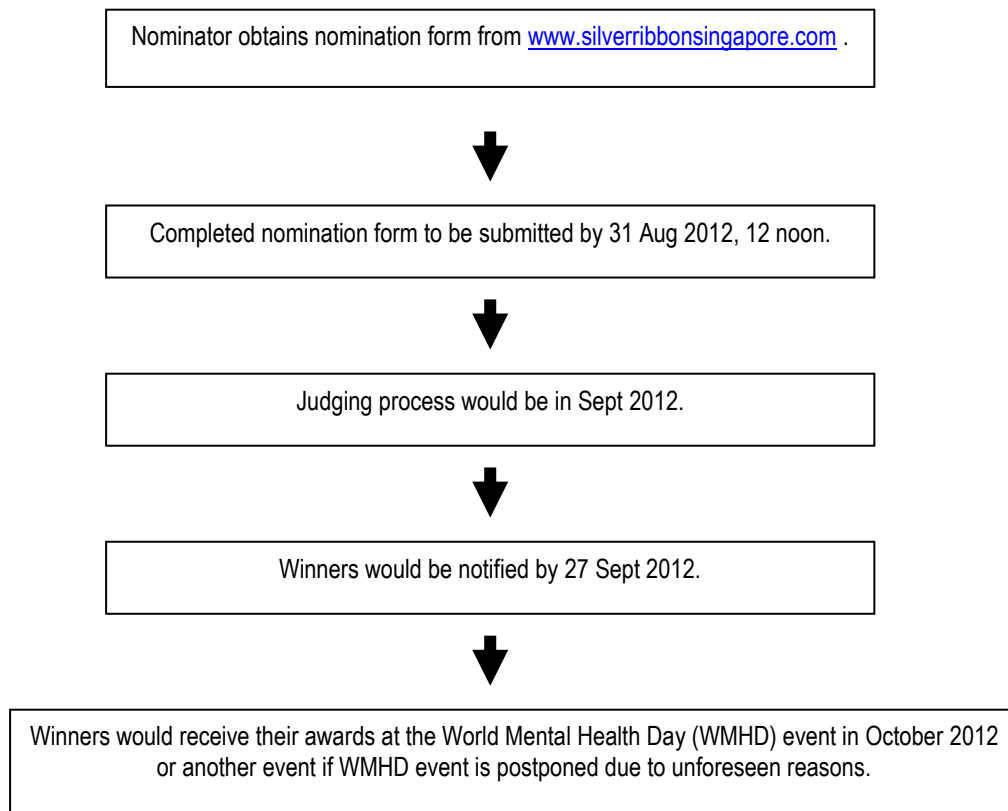 Nominator obtains nomination form from www.silverribbonsingapore.com .
Completed nomination form to be submitted by 31 Aug 2012, 12 noon.
Judging process would be in Sept 2012.
Winners would be notified by 27 Sept 2012.
Winners would receive their awards at the World Mental Health Day (WMHD) event in October 2012
or another event if WMHD event is postponed due to unforeseen reasons.